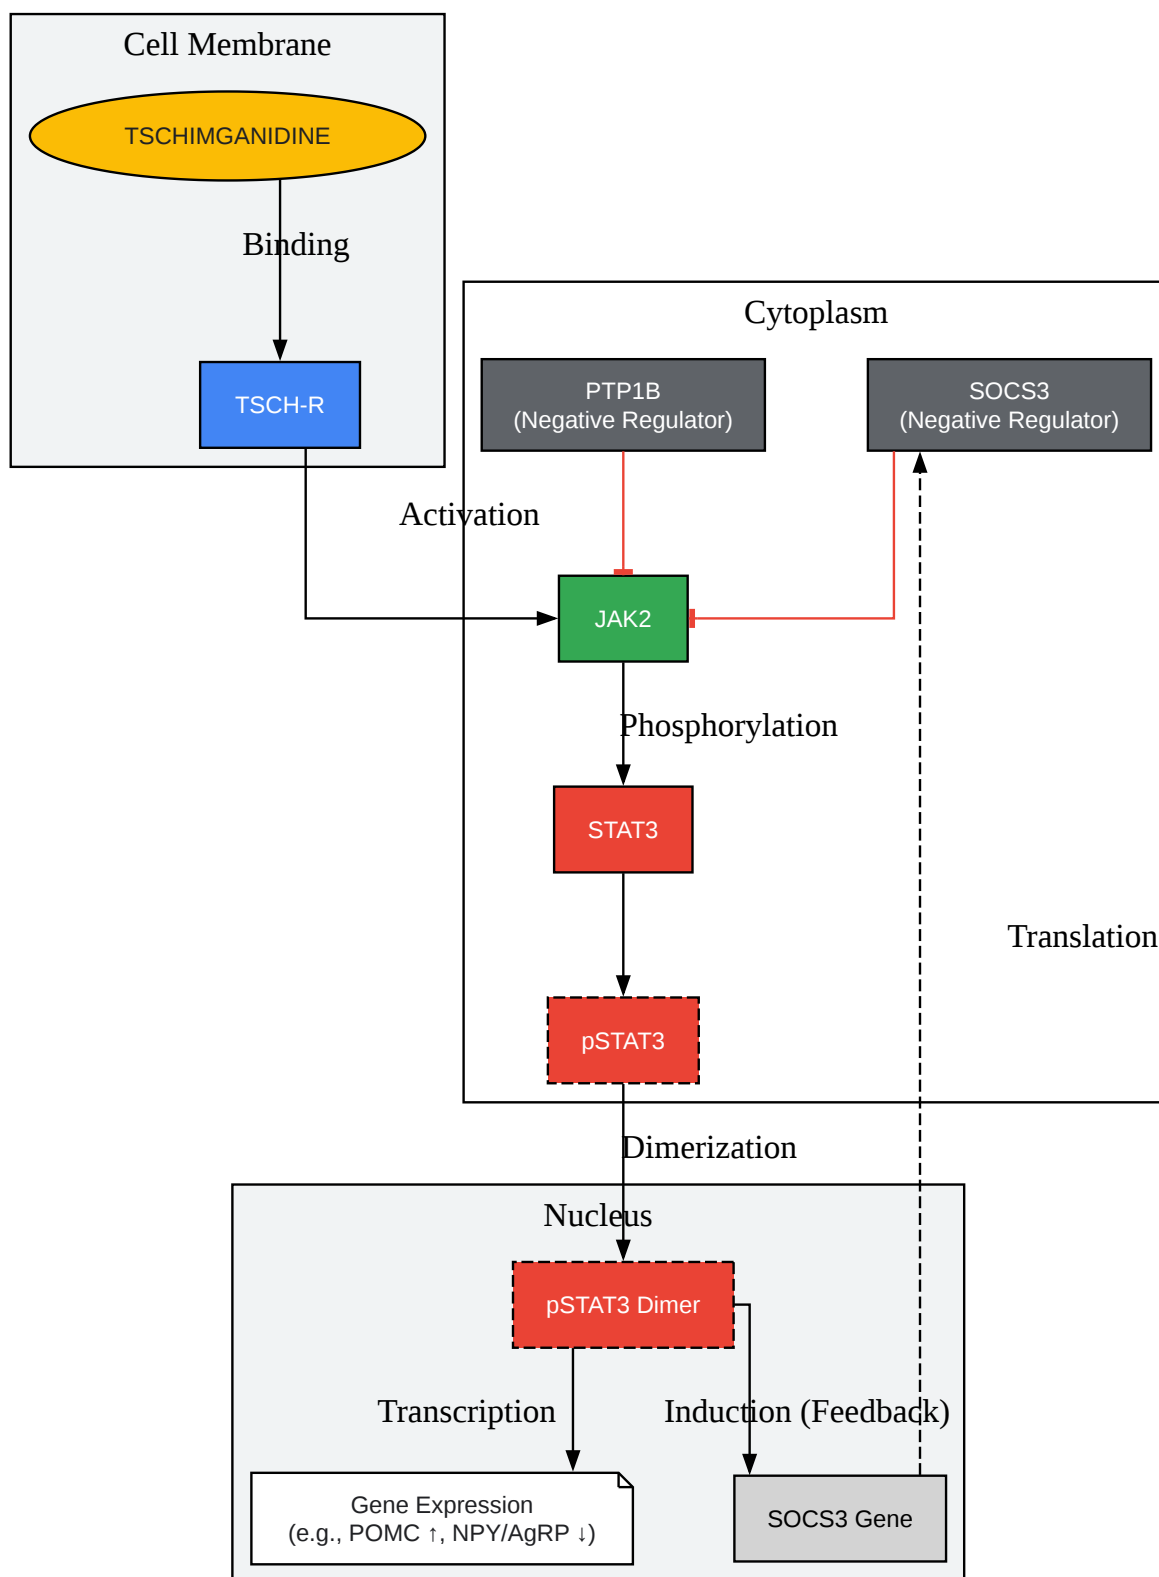 Cell Membrane
TSCHIMGANIDINE
Binding
TSCH-R
Cytoplasm
PTP1B
(Negative Regulator)
SOCS3
(Negative Regulator)
Activation
JAK2
Phosphorylation
STAT3
Translation
pSTAT3
Dimerization
Nucleus
pSTAT3 Dimer
Transcription
Induction (Feedback)
Gene Expression
(e.g., POMC ↑, NPY/AgRP ↓)
SOCS3 Gene